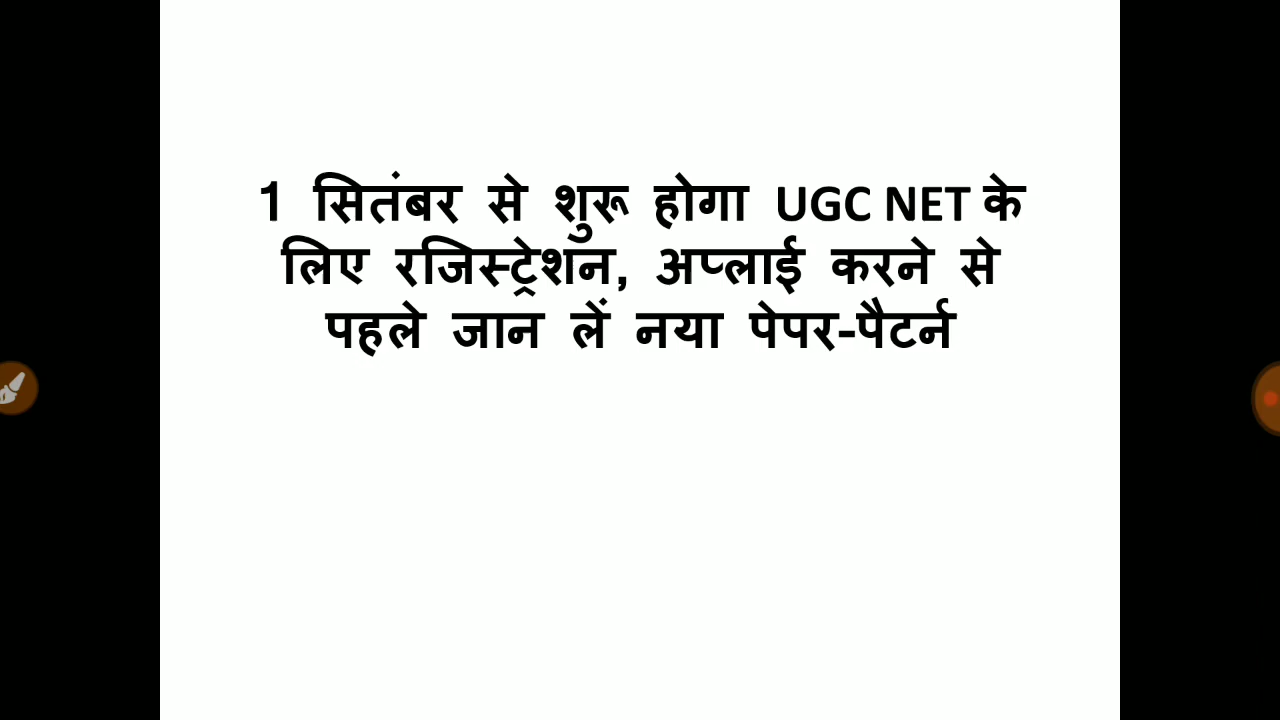 1 सितंबर से शुरू होगा UGC NET के
लिए रजिस्ट्रेशन, अप्लाई करने से
पहले जान लें नया पेपर-पैटर्न